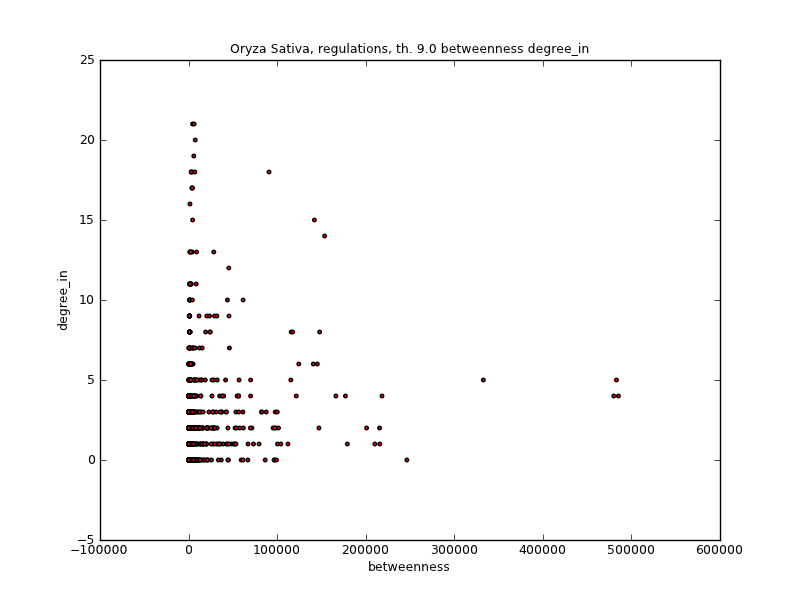 Oryza Sativa, regulations, th. 9.0 betweenness degree_in
25
20
15
10
5
0
−5
degree_in
−100000 0 100000 200000 300000 400000 500000 600000
betweenness